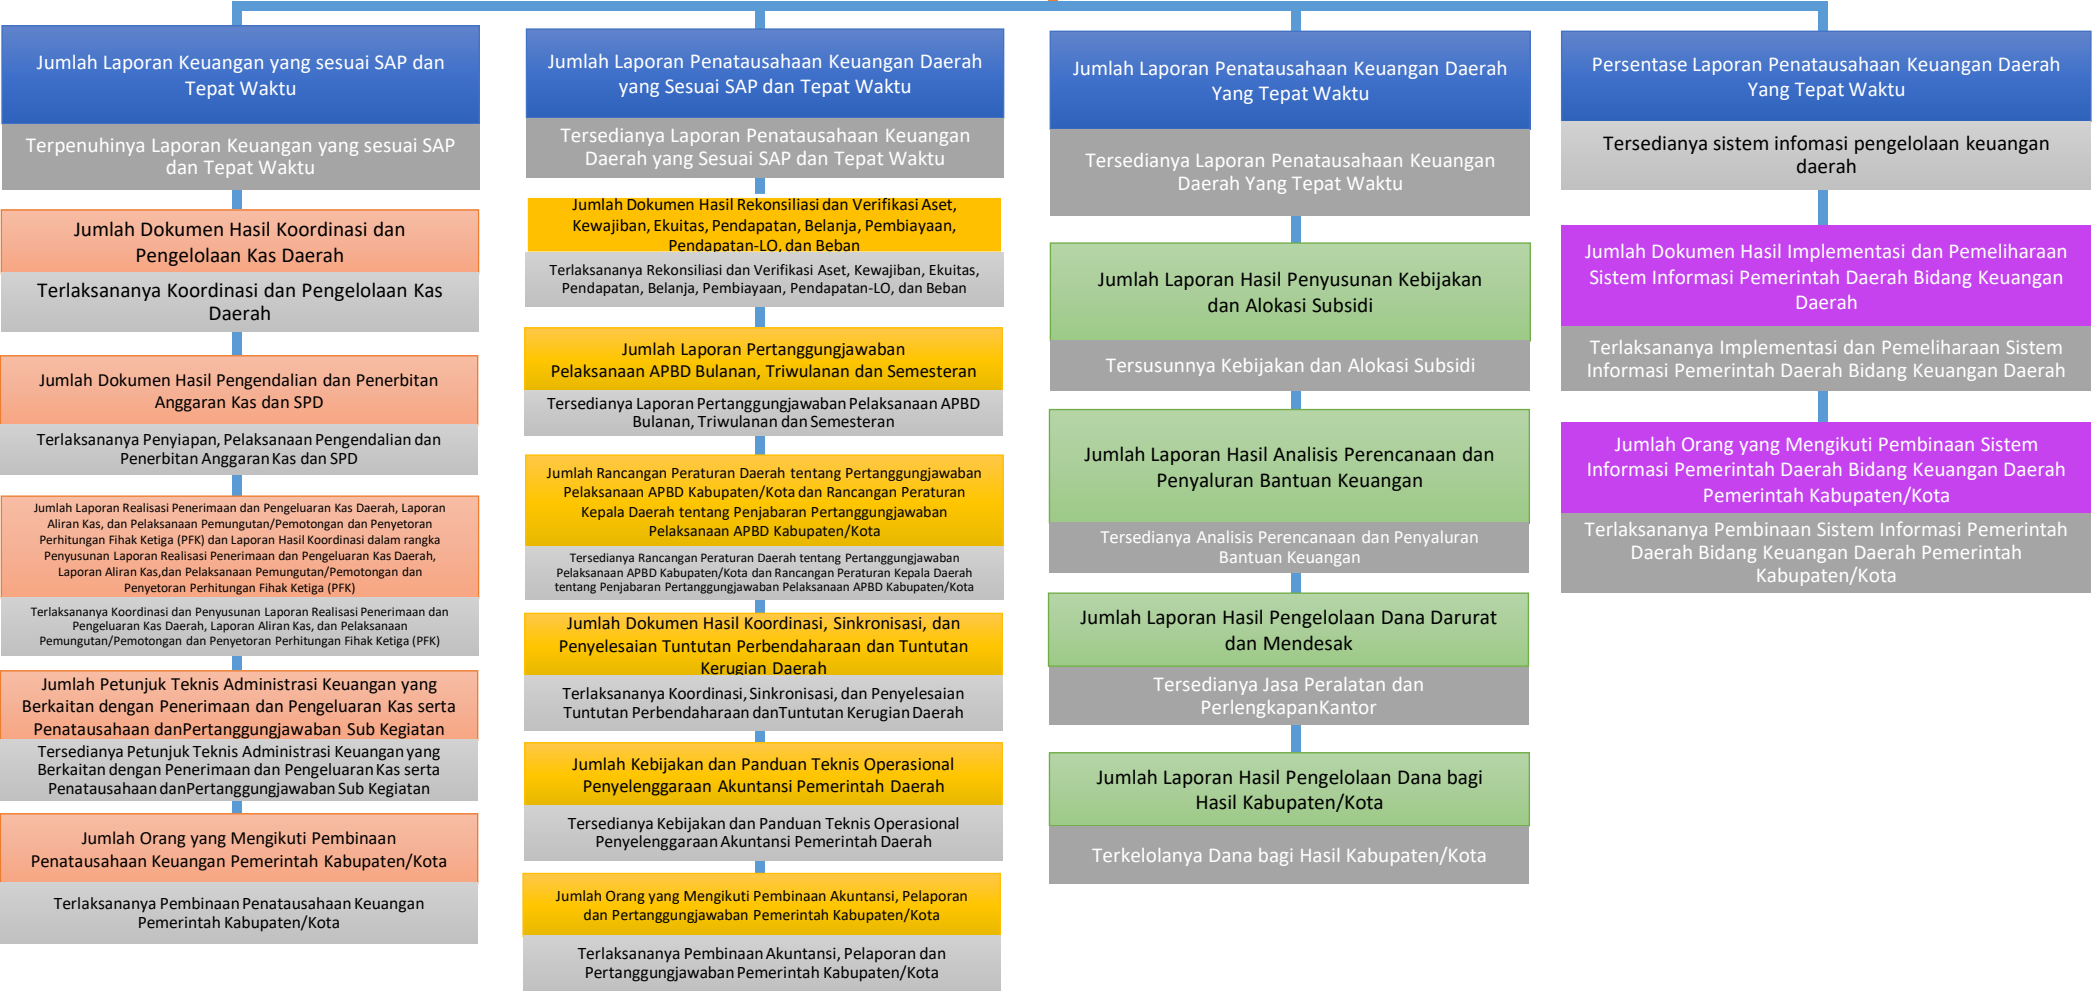 Jumlah Laporan Keuangan yang sesuai SAP dan
Tepat Waktu
Terpenuhinya Laporan Keuangan yang sesuai SAP
dan Tepat Waktu
Jumlah Dokumen Hasil Koordinasi dan
Pengelolaan Kas Daerah
Terlaksananya Koordinasi dan Pengelolaan Kas
Daerah
Jumlah Dokumen Hasil Pengendalian dan Penerbitan
Anggaran Kas dan SPD
Terlaksananya Penyiapan, Pelaksanaan Pengendalian dan
Penerbitan Anggaran Kas dan SPD
Jumlah Laporan Realisasi Penerimaan dan Pengeluaran Kas Daerah, Laporan
Aliran Kas, dan Pelaksanaan Pemungutan/Pemotongan dan Penyetoran
Perhitungan Fihak Ketiga (PFK) dan Laporan Hasil Koordinasi dalam rangka
Penyusunan Laporan Realisasi Penerimaan dan Pengeluaran Kas Daerah,
Laporan Aliran Kas,dan Pelaksanaan Pemungutan/Pemotongan dan
Penyetoran Perhitungan Fihak Ketiga (PFK)
Terlaksananya Koordinasi dan Penyusunan Laporan Realisasi Penerimaan dan
Pengeluaran Kas Daerah, Laporan Aliran Kas, dan Pelaksanaan
Pemungutan/Pemotongan dan Penyetoran Perhitungan Fihak Ketiga (PFK)
Jumlah Petunjuk Teknis Administrasi Keuangan yang
Berkaitan dengan Penerimaan dan Pengeluaran Kas serta
Penatausahaan danPertanggungjawaban Sub Kegiatan
Tersedianya Petunjuk Teknis Administrasi Keuangan yang
Berkaitan dengan Penerimaan dan Pengeluaran Kas serta
Penatausahaan danPertanggungjawaban Sub Kegiatan
Jumlah Orang yang Mengikuti Pembinaan
Penatausahaan Keuangan Pemerintah Kabupaten/Kota
Terlaksananya Pembinaan Penatausahaan Keuangan
Pemerintah Kabupaten/Kota
Jumlah Laporan Penatausahaan Keuangan Daerah
yang Sesuai SAP dan Tepat Waktu
Tersedianya Laporan Penatausahaan Keuangan
Daerah yang Sesuai SAP dan Tepat Waktu
Jumlah Dokumen Hasil Rekonsiliasi dan Verifikasi Aset,
Kewajiban, Ekuitas, Pendapatan, Belanja, Pembiayaan,
Pendapatan-LO, dan Beban
Terlaksananya Rekonsiliasi dan Verifikasi Aset, Kewajiban, Ekuitas,
Pendapatan, Belanja, Pembiayaan, Pendapatan-LO, dan Beban
Jumlah Laporan Pertanggungjawaban
Pelaksanaan APBD Bulanan, Triwulanan dan Semesteran
Tersedianya Laporan Pertanggungjawaban Pelaksanaan APBD
Bulanan, Triwulanan dan Semesteran
Jumlah Rancangan Peraturan Daerah tentang Pertanggungjawaban
Pelaksanaan APBD Kabupaten/Kota dan Rancangan Peraturan
Kepala Daerah tentang Penjabaran Pertanggungjawaban
Pelaksanaan APBD Kabupaten/Kota
Tersedianya Rancangan Peraturan Daerah tentang Pertanggungjawaban
Pelaksanaan APBD Kabupaten/Kota dan Rancangan Peraturan Kepala Daerah
tentang Penjabaran Pertanggungjawaban Pelaksanaan APBD Kabupaten/Kota
Jumlah Dokumen Hasil Koordinasi, Sinkronisasi, dan
Penyelesaian Tuntutan Perbendaharaan dan Tuntutan
Kerugian Daerah
Terlaksananya Koordinasi, Sinkronisasi, dan Penyelesaian
Tuntutan Perbendaharaan danTuntutan Kerugian Daerah
Jumlah Kebijakan dan Panduan Teknis Operasional
Penyelenggaraan Akuntansi Pemerintah Daerah
Tersedianya Kebijakan dan Panduan Teknis Operasional
Penyelenggaraan Akuntansi Pemerintah Daerah
Jumlah Orang yang Mengikuti Pembinaan Akuntansi, Pelaporan
dan Pertanggungjawaban Pemerintah Kabupaten/Kota
Terlaksananya Pembinaan Akuntansi, Pelaporan dan
Pertanggungjawaban Pemerintah Kabupaten/Kota
Jumlah Laporan Penatausahaan Keuangan Daerah
Yang Tepat Waktu
Tersedianya Laporan Penatausahaan Keuangan
Daerah Yang Tepat Waktu
Jumlah Laporan Hasil Penyusunan Kebijakan
dan Alokasi Subsidi
Tersusunnya Kebijakan dan Alokasi Subsidi
Jumlah Laporan Hasil Analisis Perencanaan dan
Penyaluran Bantuan Keuangan
Tersedianya Analisis Perencanaan dan Penyaluran
Bantuan Keuangan
Jumlah Laporan Hasil Pengelolaan Dana Darurat
dan Mendesak
Tersedianya Jasa Peralatan dan
PerlengkapanKantor
Jumlah Laporan Hasil Pengelolaan Dana bagi
Hasil Kabupaten/Kota
Terkelolanya Dana bagi Hasil Kabupaten/Kota
Persentase Laporan Penatausahaan Keuangan Daerah
Yang Tepat Waktu
Tersedianya sistem infomasi pengelolaan keuangan
daerah
Jumlah Dokumen Hasil Implementasi dan Pemeliharaan
Sistem Informasi Pemerintah Daerah Bidang Keuangan
Daerah
Terlaksananya Implementasi dan Pemeliharaan Sistem
Informasi Pemerintah Daerah Bidang Keuangan Daerah
Jumlah Orang yang Mengikuti Pembinaan Sistem
Informasi Pemerintah Daerah Bidang Keuangan Daerah
Pemerintah Kabupaten/Kota
Terlaksananya Pembinaan Sistem Informasi Pemerintah
Daerah Bidang Keuangan Daerah Pemerintah
Kabupaten/Kota